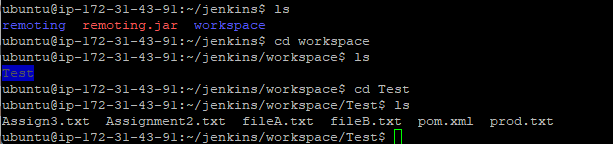 ubuntu@ip-172-31-43-91:~/jenkins$ ls
remoting  remoting.jar  workspace
ubuntu@ip-172-31-43-91:~/jenkins$ cd workspace
ubuntu@ip-172-31-43-91:~/jenkins/workspace$ ls
Test
ubuntu@ip-172-31-43-91:~/jenkins/workspace$ cd Test
ubuntu@ip-172-31-43-91:~/jenkins/workspace/Test$ ls
Assign3.txt  Assignment2.txt  fileA.txt  fileB.txt  pom.xml  prod.txt
ubuntu@ip-172-31-43-91:~/jenkins/workspace/Test$